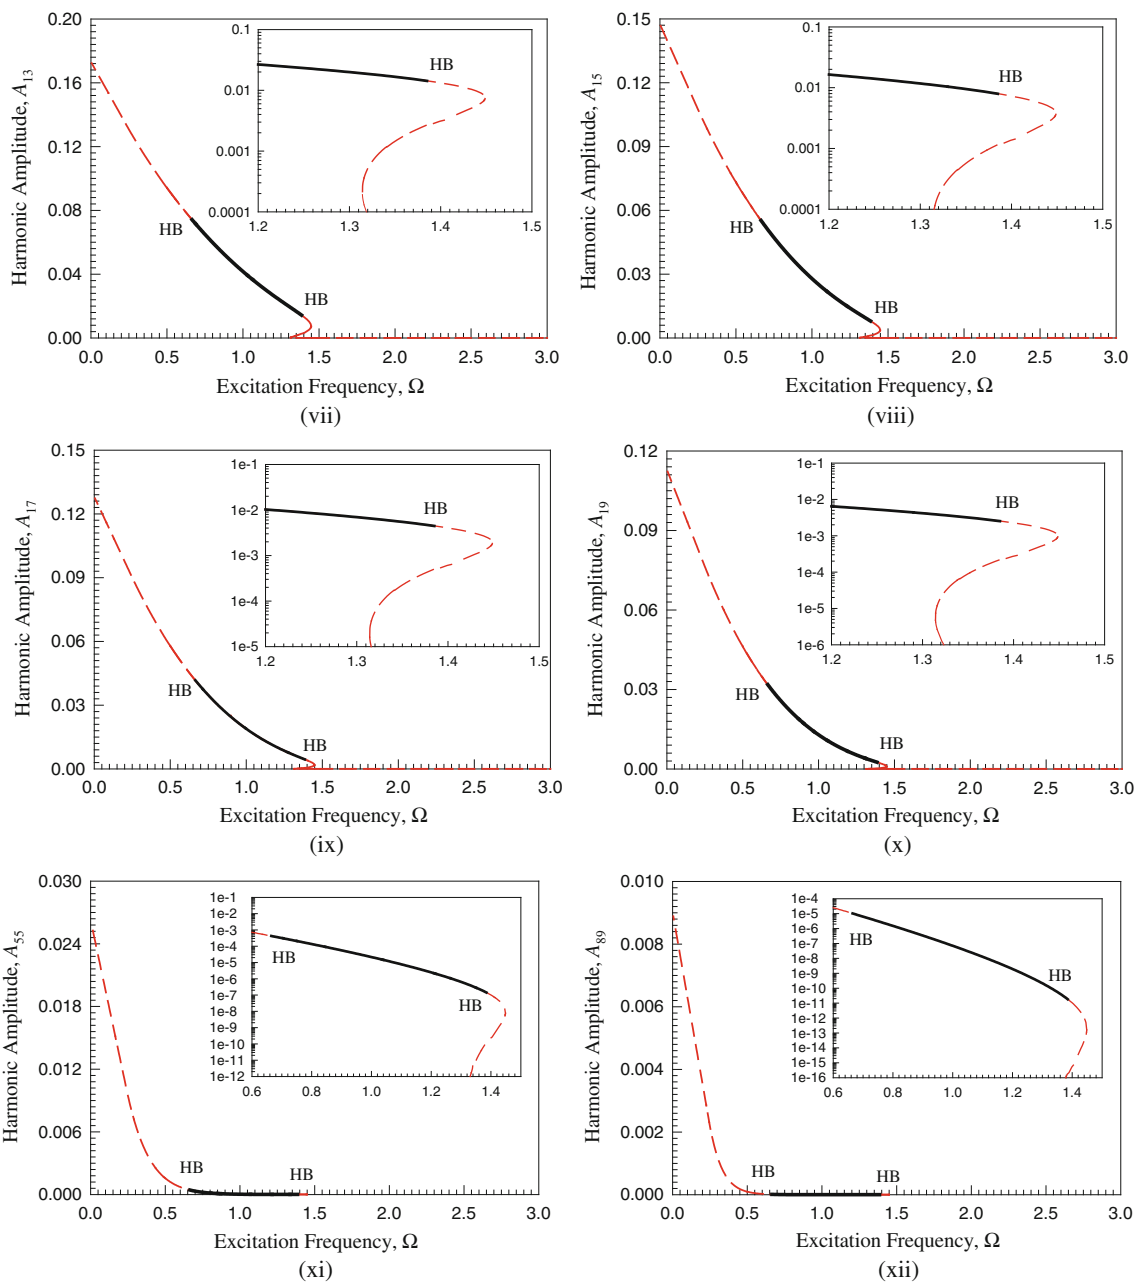 Harmonic Amplitude, A13
0.20
0.16
0.12
0.08
0.04
0.00
0.0 0.5 1.0 1.5 2.0 2.5 3.0
HB
HB
0.1
0.01
0.001
0.0001
1.2 1.3 1.4 1.5
HB
Excitation Frequency, Ω
(vii)
Harmonic Amplitude, A15
0.15
0.12
0.09
0.06
0.03
0.00
0.0 0.5 1.0 1.5 2.0 2.5 3.0
HB
HB
0.1
0.01
0.001
0.0001
1.2 1.3 1.4 1.5
HB
Excitation Frequency, Ω
(viii)
Harmonic Amplitude, A17
0.15
0.12
0.09
0.06
0.03
0.00
0.0 0.5 1.0 1.5 2.0 2.5 3.0
HB
HB
1e-1
1e-2
1e-3
1e-4
1e-5
1.2 1.3 1.4 1.5
HB
Excitation Frequency, Ω
(ix)
Harmonic Amplitude, A19
0.12
0.09
0.06
0.03
0.00
0.0 0.5 1.0 1.5 2.0 2.5 3.0
HB
HB
1e-1
1e-2
1e-3
1e-4
1e-5
1e-6
1.2 1.3 1.4 1.5
HB
Excitation Frequency, Ω
(x)
Harmonic Amplitude, A55
0.030
0.024
0.018
0.012
0.006
0.000
0.0 0.5 1.0 1.5 2.0 2.5 3.0
HB
HB
1e-1
1e-2
1e-3
1e-4
1e-5
1e-6
1e-7
1e-8
1e-9
1e-10
1e-11
1e-12
0.6 0.8 1.0 1.2 1.4
HB
HB
Excitation Frequency, Ω
(xi)
Harmonic Amplitude, A89
0.010
0.008
0.006
0.004
0.002
0.000
0.0 0.5 1.0 1.5 2.0 2.5 3.0
HB
HB
1e-4
1e-5
1e-6
1e-7
1e-8
1e-9
1e-10
1e-11
1e-12
1e-13
1e-14
1e-15
1e-16
0.6 0.8 1.0 1.2 1.4
HB
HB
Excitation Frequency, Ω
(xii)